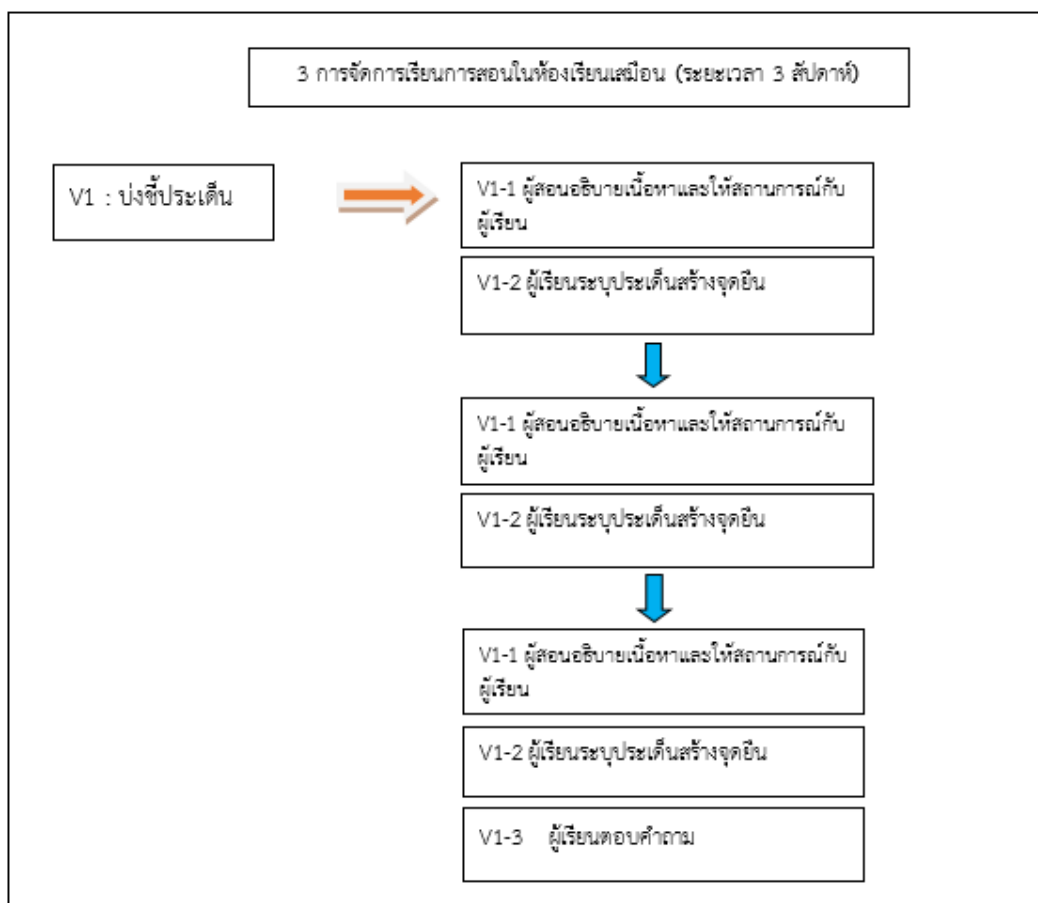 3 การจัดการเรียนการสอนในห้องเรียนเสมือน (ระยะเวลา 3 สัปดาห์)
V1 : บ่งชี้ประเด็น
V1-1 ผู้สอนอธิบายเนื้อหาและให้สถานการณ์กับ
ผู้เรียน
V1-2 ผู้เรียนระบุประเด็นสร้างจุดยืน
V1-1 ผู้สอนอธิบายเนื้อหาและให้สถานการณ์กับ
ผู้เรียน
V1-2 ผู้เรียนระบุประเด็นสร้างจุดยืน
V1-1 ผู้สอนอธิบายเนื้อหาและให้สถานการณ์กับ
ผู้เรียน
V1-2 ผู้เรียนระบุประเด็นสร้างจุดยืน
V1-3 ผู้เรียนตอบคำถาม